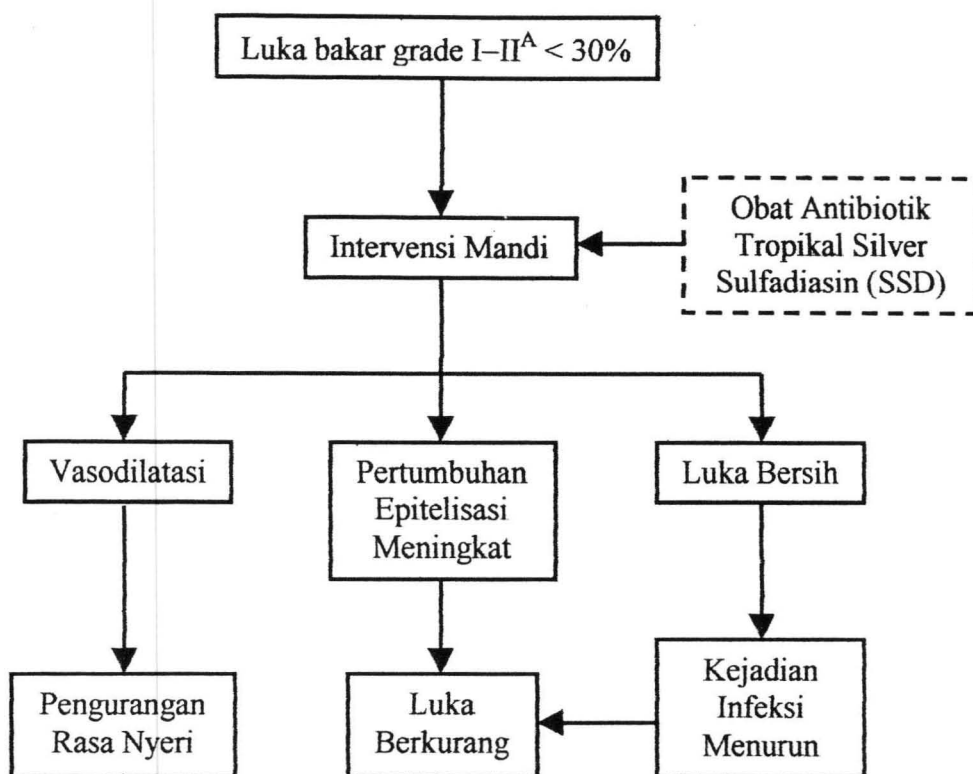 Luka bakar grade I–II^A < 30%
Obat Antibiotik
Tropikal Silver
Sulfadiasin (SSD)
Intervensi Mandi
Vasodilatasi
Pertumbuhan
Epitelisasi
Meningkat
Luka Bersih
Pengurangan
Rasa Nyeri
Luka
Berkurang
Kejadian
Infeksi
Menurun